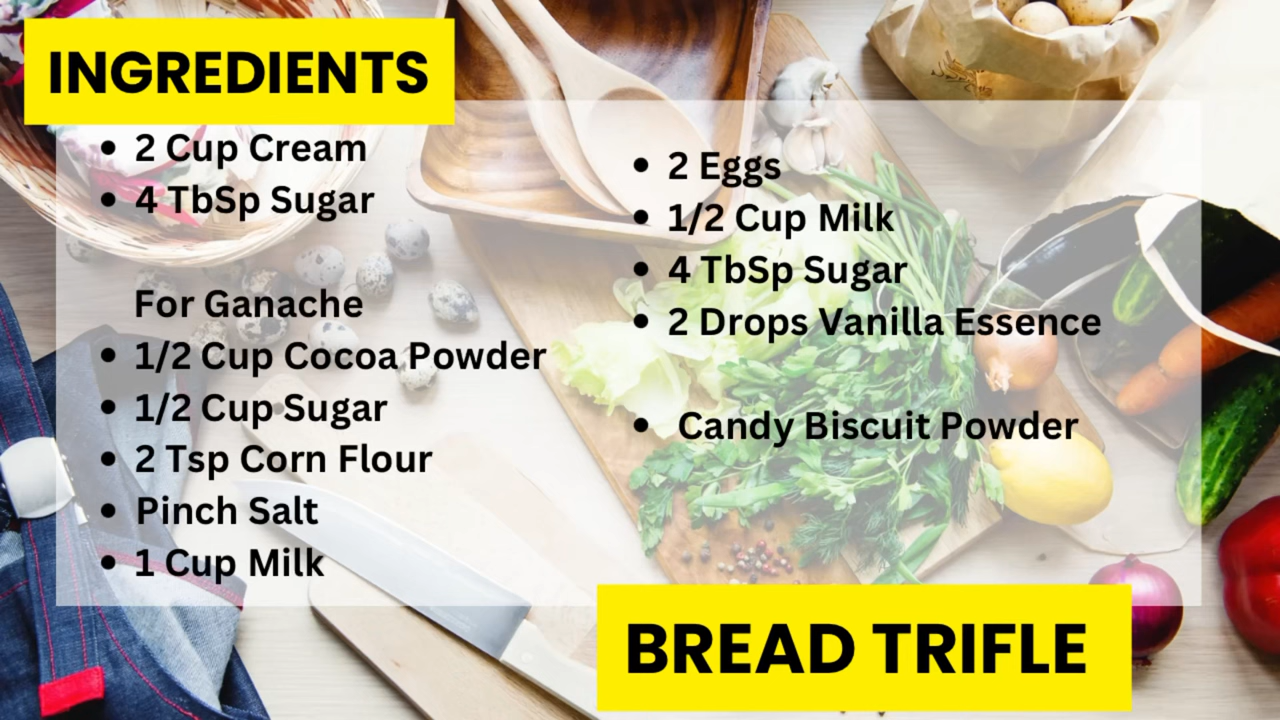 INGREDIENTS
• 2 Cup Cream
• 4 TbSp Sugar
For Ganache
• 1/2 Cup Cocoa Powder
• 1/2 Cup Sugar
• 2 Tsp Corn Flour
• Pinch Salt
• 1 Cup Milk
• 2 Eggs
• 1/2 Cup Milk
• 4 TbSp Sugar
• 2 Drops Vanilla Essence
• Candy Biscuit Powder
BREAD TRIFLE